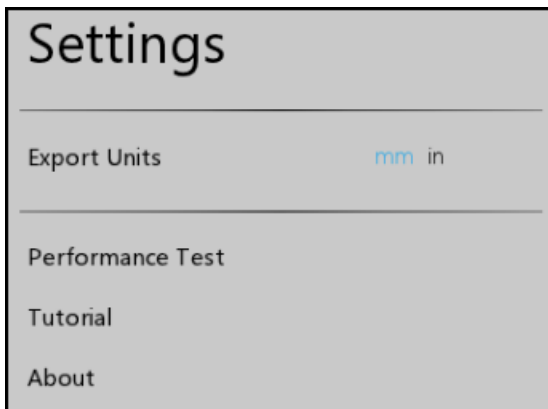 Settings
Export Units mm in
Performance Test
Tutorial
About